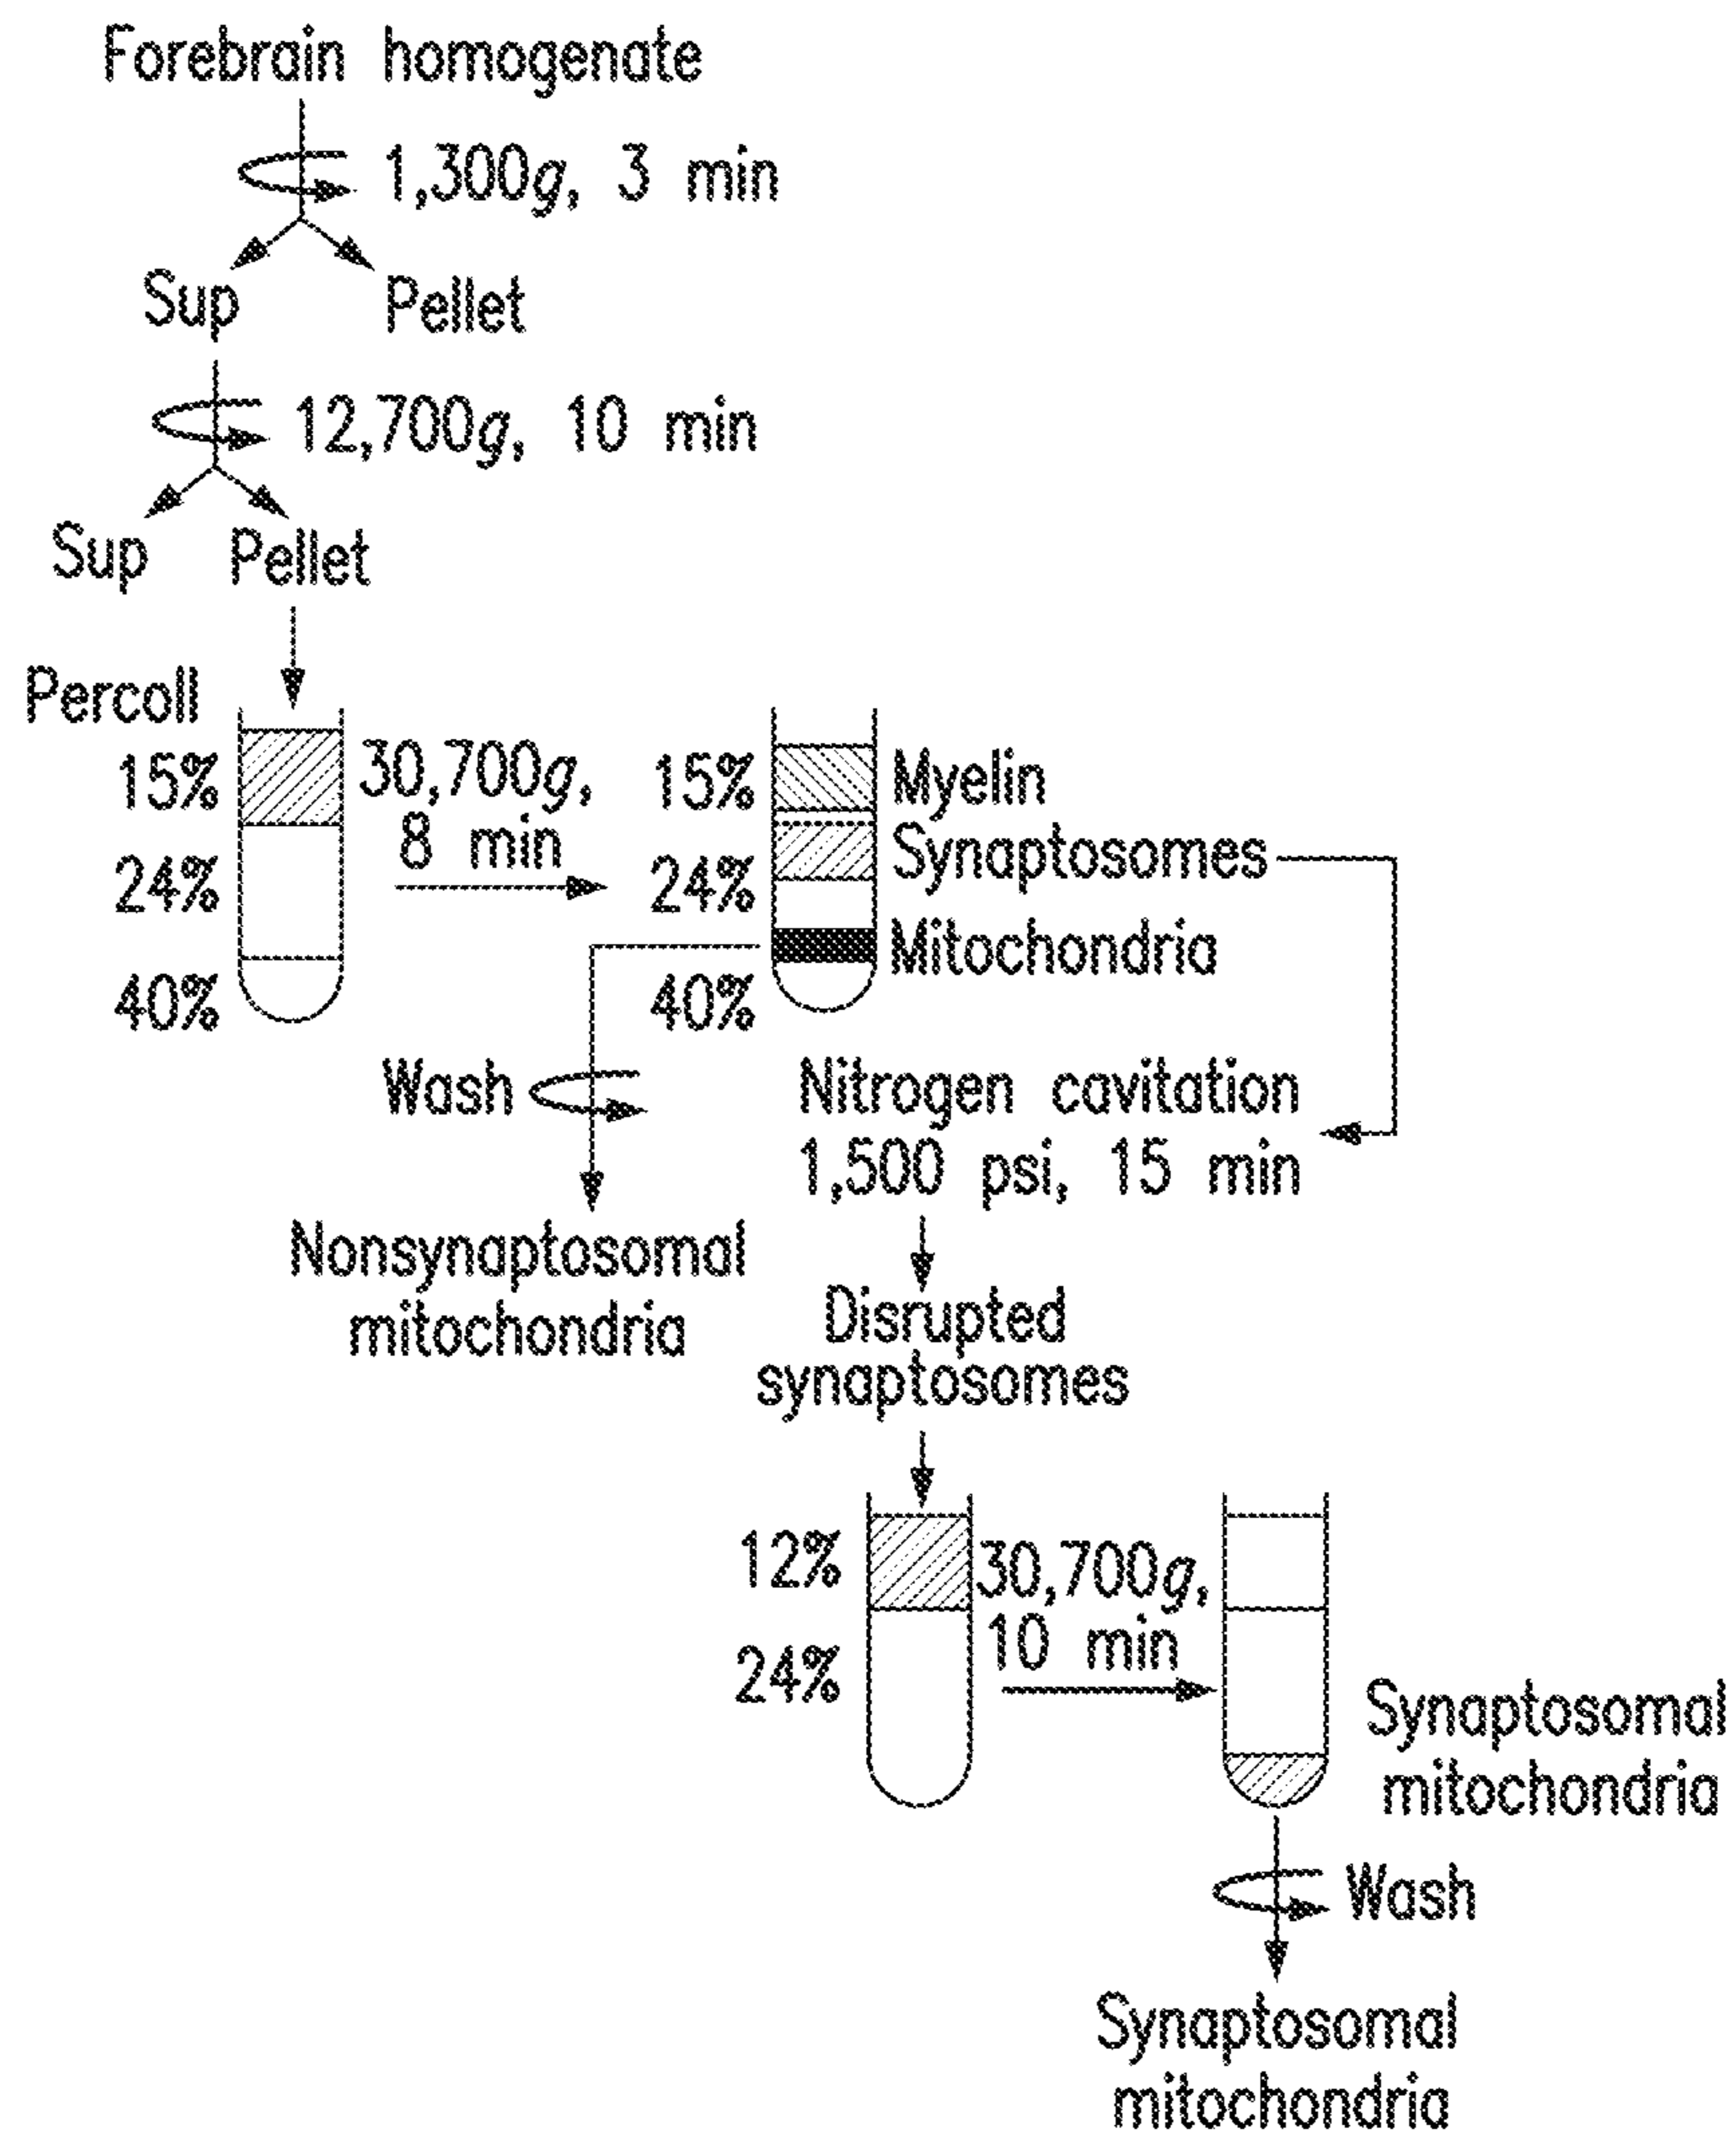 Forebrain homogenate
1,300g, 3 min
Sup Pellet
12,700g, 10 min
Sup Pellet
Percoll
15%
24%
40%
30,700g,
8 min
15%
24%
40%
Myelin
Synaptosomes
Mitochondria
Wash
Nonsynaptosomal
mitochondria
Nitrogen cavitation
1,500 psi, 15 min
Disrupted
synaptosomes
12%
24%
30,700g,
10 min
Synaptosomal
mitochondria
Wash
Synaptosomal
mitochondria